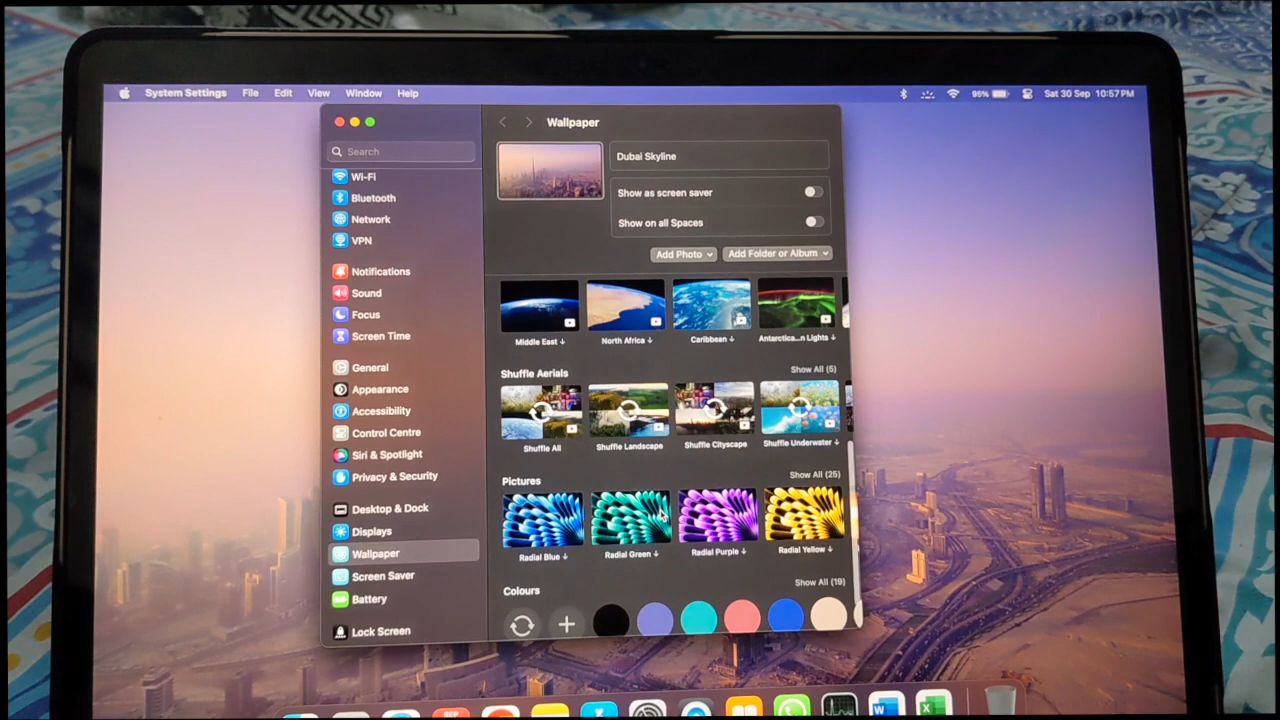 System Settings File Edit View Window Help 95% Sat 30 Sep 10:57PM
Search
Wi-Fi
Bluetooth
Network
VPN
Notifications
Sound
Focus
Screen Time
General
Appearance
Accessibility
Control Centre
Siri & Spotlight
Privacy & Security
Desktop & Dock
Displays
Wallpaper
Screen Saver
Battery
Lock Screen
Wallpaper
Dubai Skyline
Show as screen saver
Show on all Spaces
Add Photo Add Folder or Album
Middle East ↓ North Africa ↓ Caribbean ↓ Antarctica...n Lights ↓
Shuffle Aerials Show All (5)
Shuffle All Shuffle Landscape Shuffle Cityscape Shuffle Underwater ↓
Pictures Show All (25)
Radial Blue ↓ Radial Green ↓ Radial Purple ↓ Radial Yellow ↓
Colours Show All (19)
SEP W X